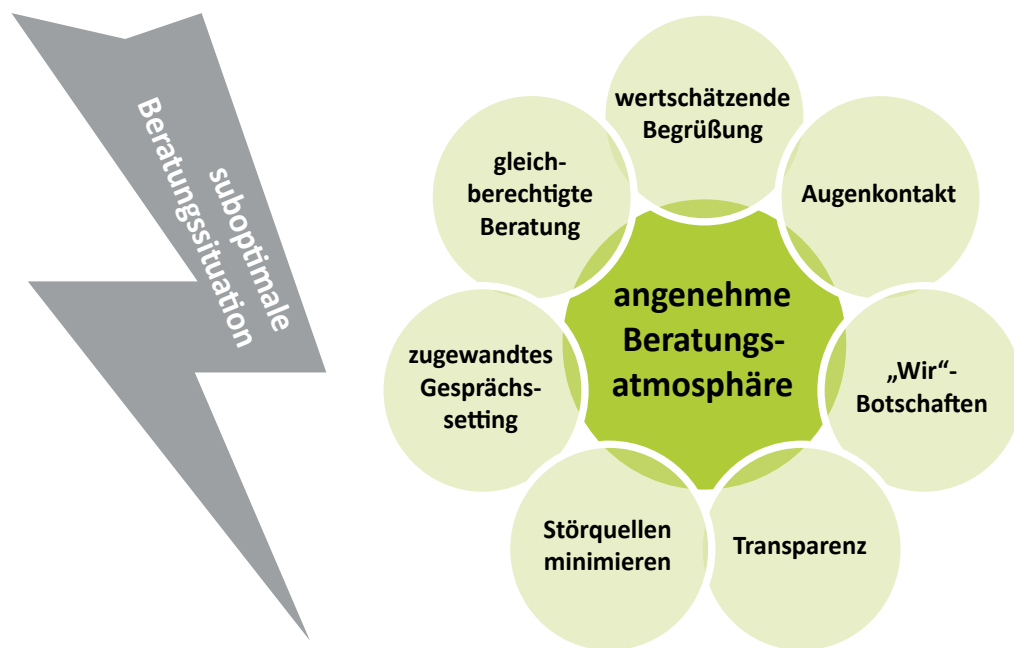 suboptimale
Beratungssituation
wertschätzende
Begrüßung
gleich-
berechtigte
Beratung
Augenkontakt
angenehme
Beratungs-
atmosphäre
zugewandtes
Gesprächs-
setting
„Wir“-
Botschaften
Störquellen
minimieren
Transparenz